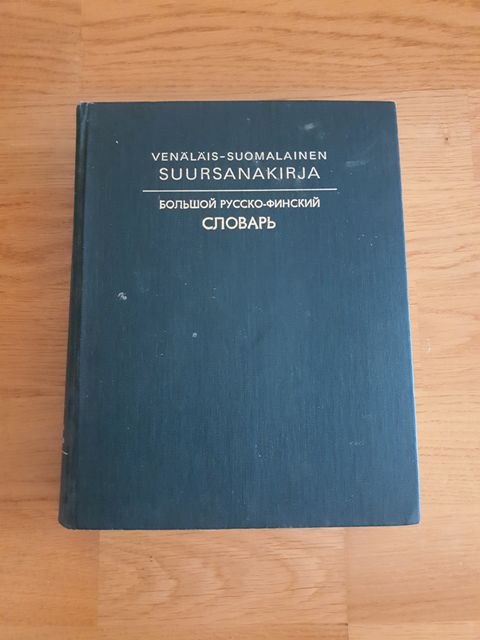 VENÄLÄIS-SUOMALAINEN
SUURSANAKIRJA
БОЛЬШОЙ РУССКО-ФИНСКИЙ
СЛОВАРЬ